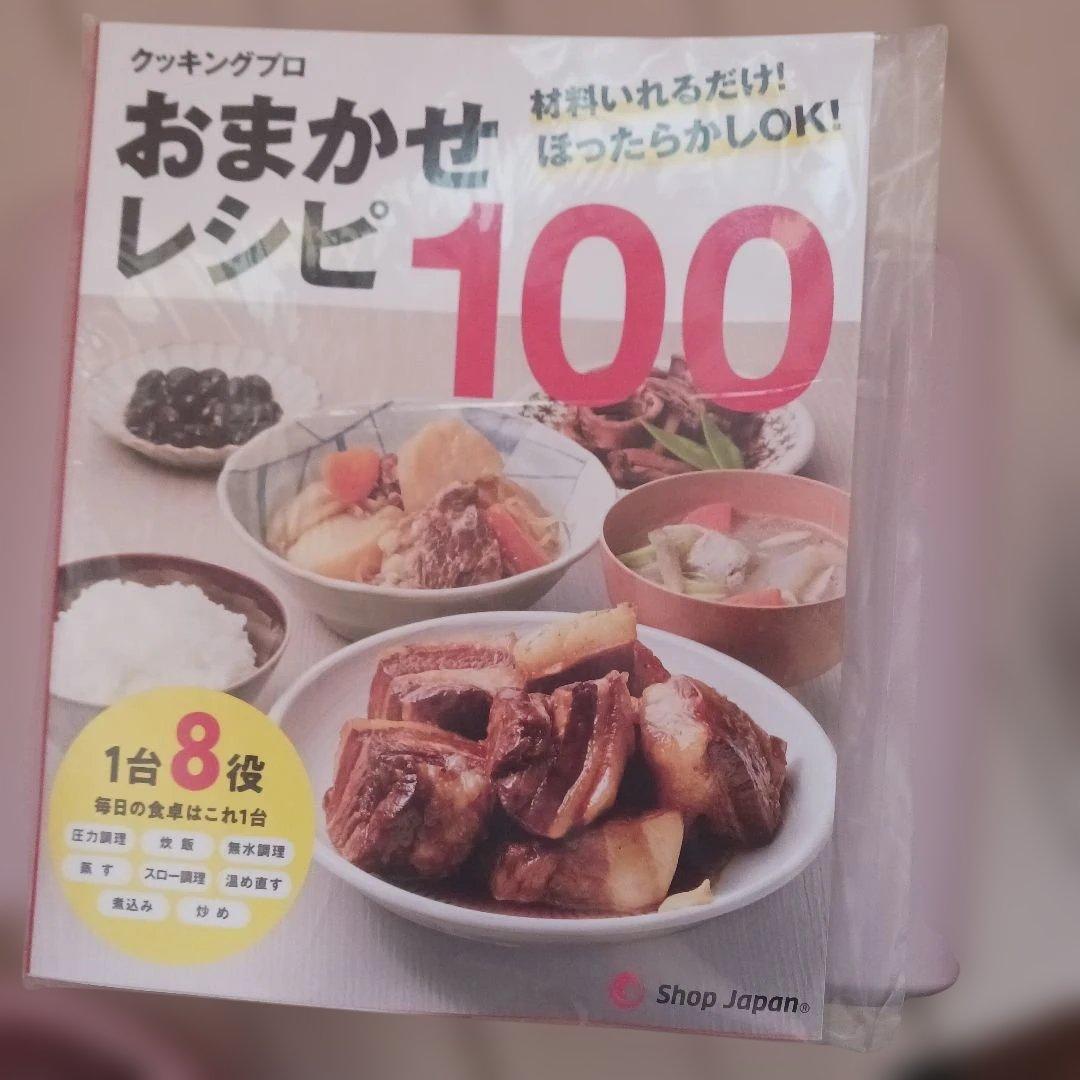 クッキングプロ
おまかせ
レシピ100
材料いれるだけ!
ほったらかしOK!
1台8役
毎日の食卓はこれ1台
圧力調理 炊飯 無水調理
蒸す スロー調理 温め直す
煮込み 炒め
Shop Japan®